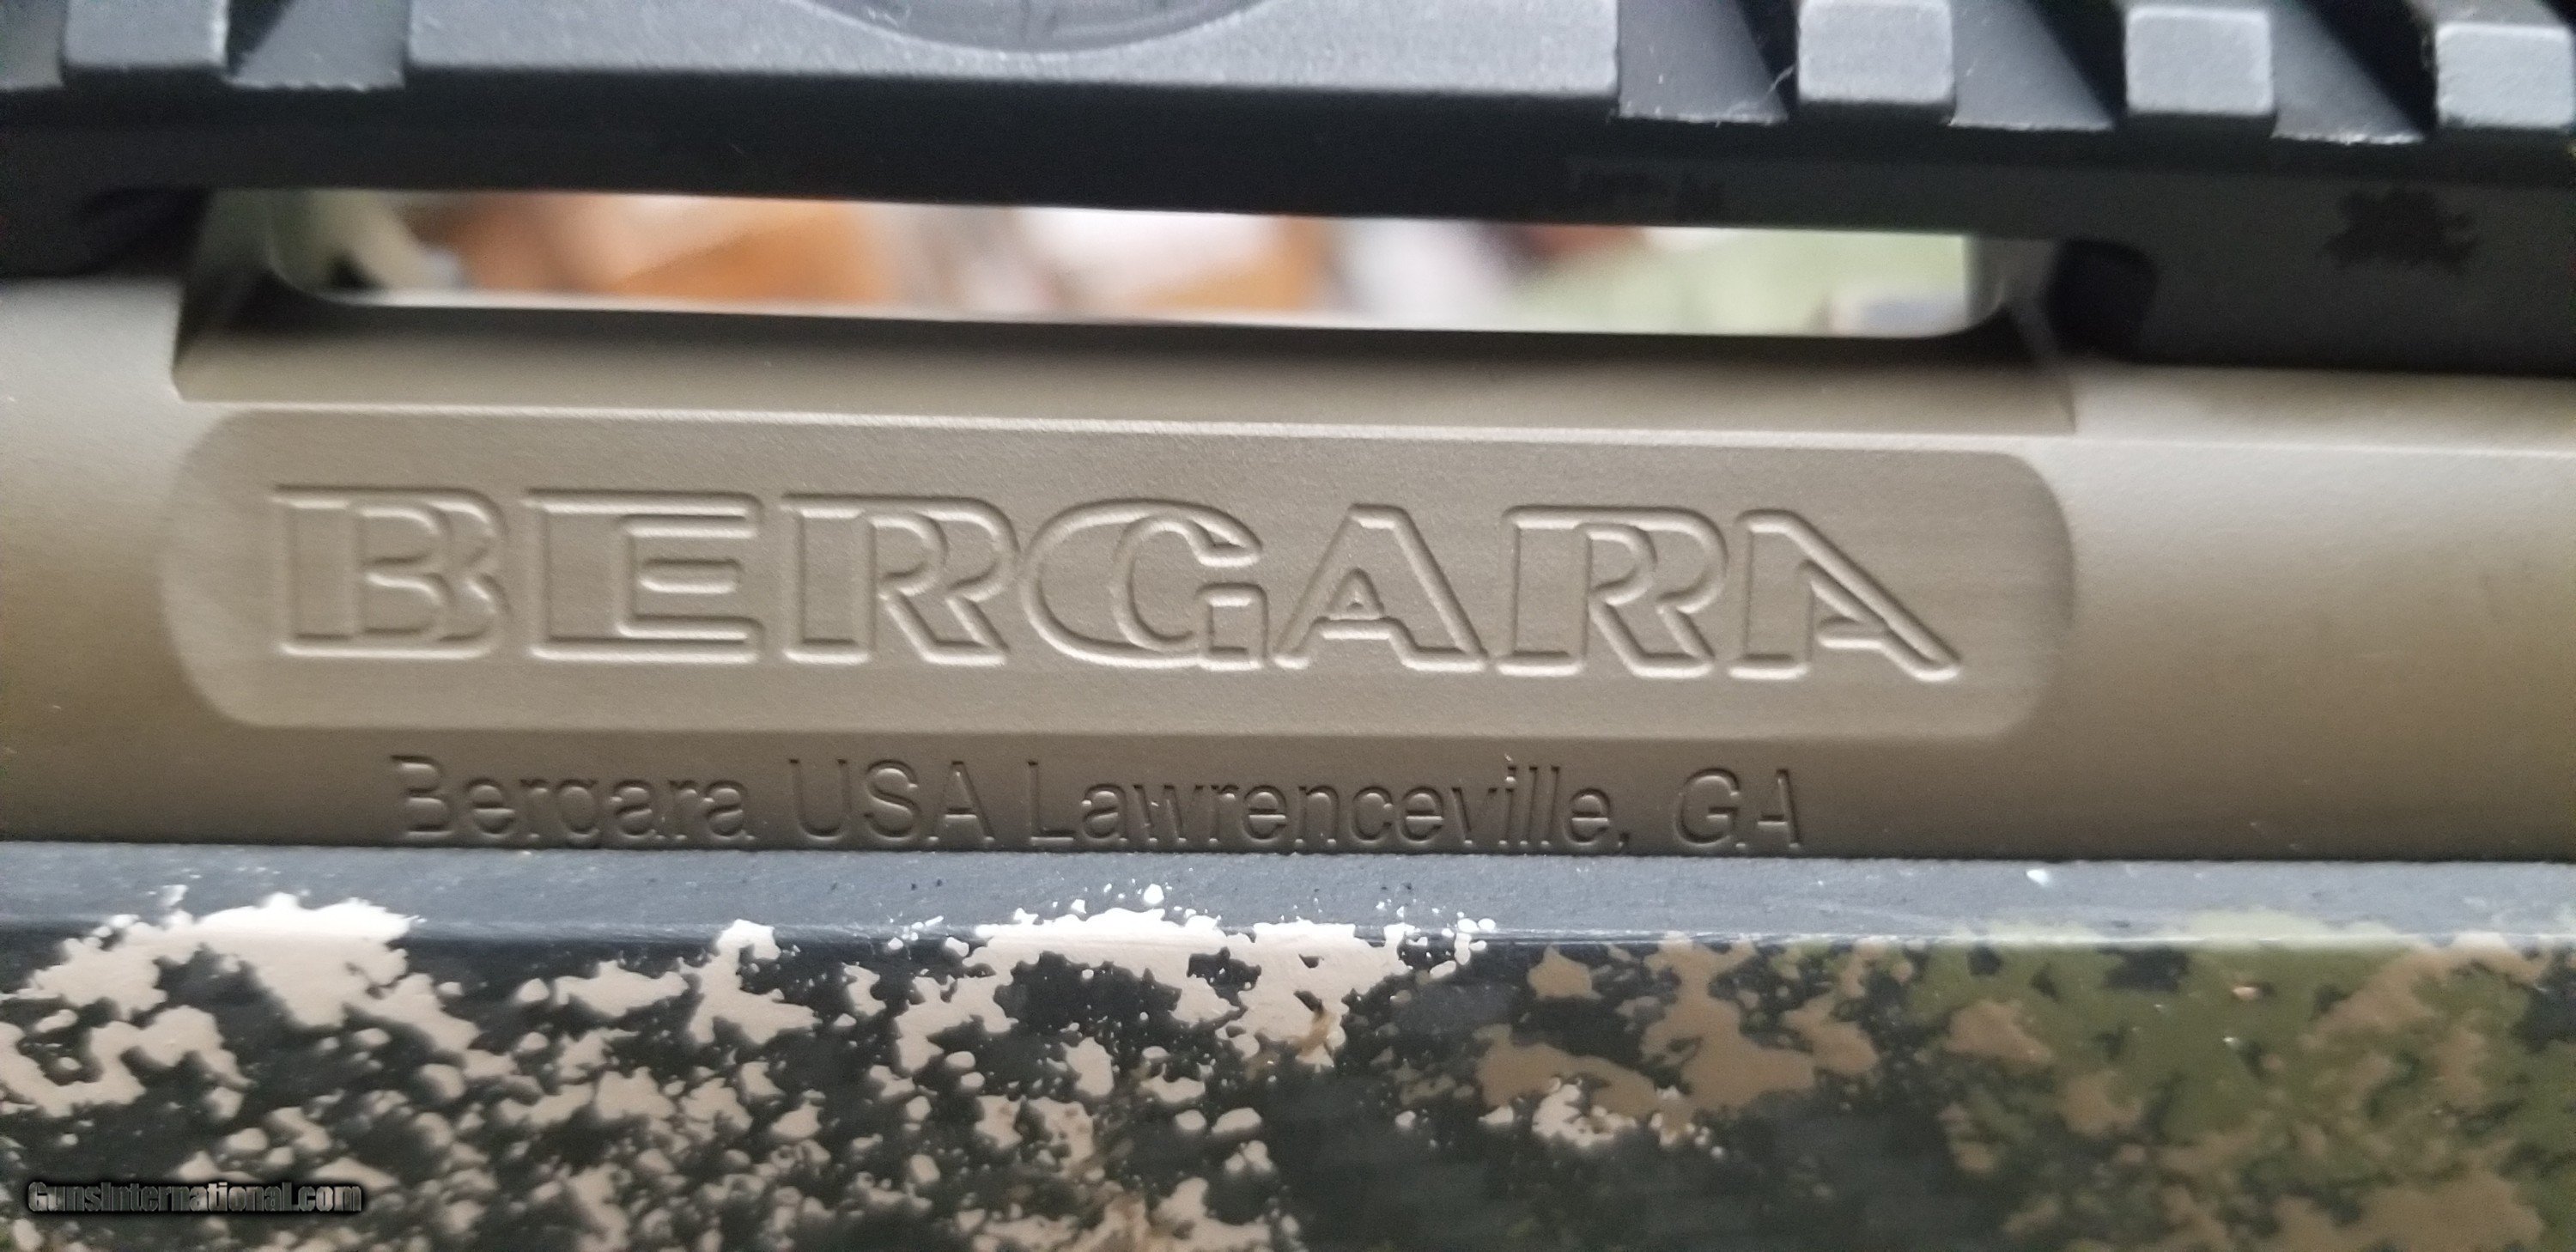 BERGARA
Bergara USA Lawrenceville, GA
GunsInternational.com